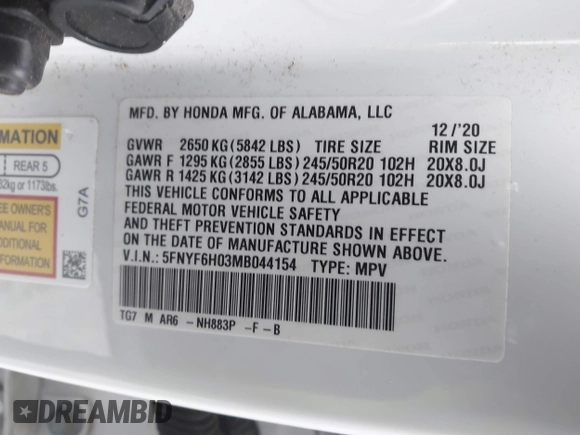 MFD. BY HONDA MFG. OF ALABAMA, LLC
12 /'20
GVWR 2650 KG (5842 LBS) TIRE SIZE RIM SIZE
GAWR F 1295 KG (2855 LBS) 245/50R20 102H 20X8.0J
GAWR R 1425 KG (3142 LBS) 245/50R20 102H 20X8.0J
THIS VEHICLE CONFORMS TO ALL APPLICABLE
FEDERAL MOTOR VEHICLE SAFETY
AND THEFT PREVENTION STANDARDS IN EFFECT
ON THE DATE OF MANUFACTURE SHOWN ABOVE.
V.I.N.: 5FNYF6H03MB044154 TYPE: MPV
TG7 M AR6 -NH883P -F -B
REAR 5
or 1173lbs.
G7A
DREAMBID